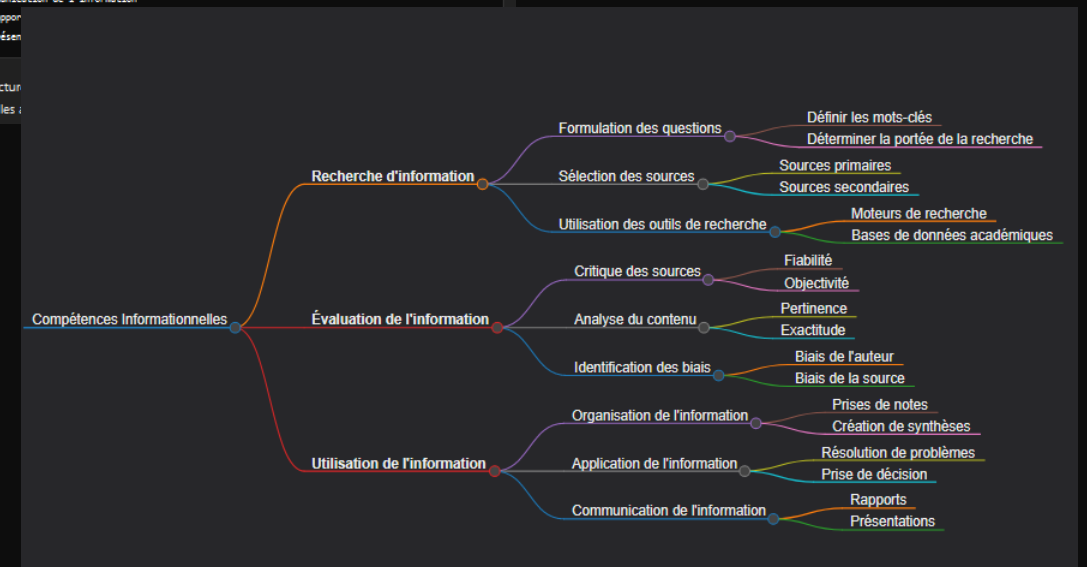 Compétences Informationnelles
Recherche d'information
Formulation des questions
Définir les mots-clés
Déterminer la portée de la recherche
Sélection des sources
Sources primaires
Sources secondaires
Utilisation des outils de recherche
Moteurs de recherche
Bases de données académiques
Évaluation de l'information
Critique des sources
Fiabilité
Objectivité
Analyse du contenu
Pertinence
Exactitude
Identification des biais
Biais de l'auteur
Biais de la source
Utilisation de l'information
Organisation de l'information
Prises de notes
Création de synthèses
Application de l'information
Résolution de problèmes
Prise de décision
Communication de l'information
Rapports
Présentations